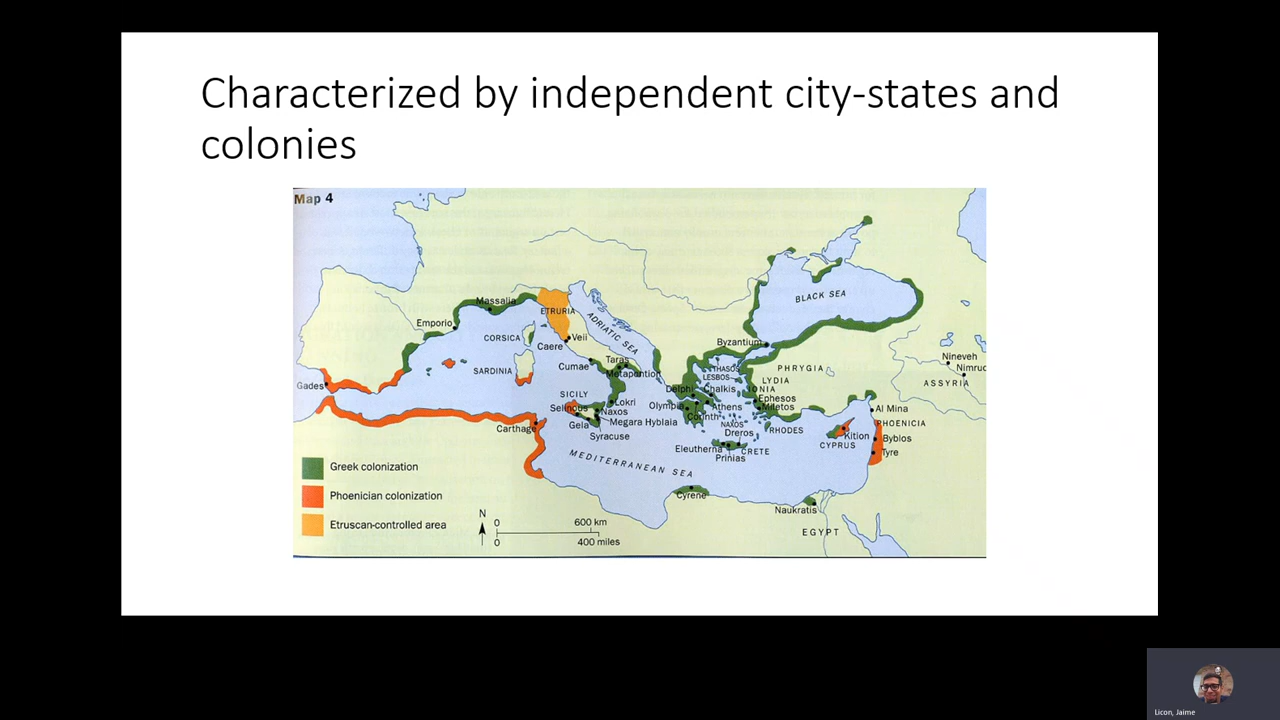 Characterized by independent city-states and
colonies
Map 4
BLACK SEA
Massalia
ETRURIA
ADRIATIC SEA
Emporio
CORSICA
Veii
Caere
Byzantium
Nineveh
Nimruc
ASSYRIA
Cumae
Taras
Metapontion
SARDINIA
THASOS
LESBOS
PHRYGIA
LYDIA
IONIA
Gades
SICILY
Delphi
Chalkis
Ephesos
Miletos
Selinous
Lokri
Naxos
Olympia
Athens
Corinth
Al Mina
PHOENICIA
Carthage
Gela
Megara Hyblaia
Syracuse
NAXOS
Dreros
RHODES
Kition
CYPRUS
Byblos
Tyre
Eleutherna
CRETE
Prinias
MEDITERRANEAN SEA
Greek colonization
Phoenician colonization
Etruscan-controlled area
Cyrene
Naukratis
EGYPT
N
0
600 km
0
400 miles
Licon, Jaime